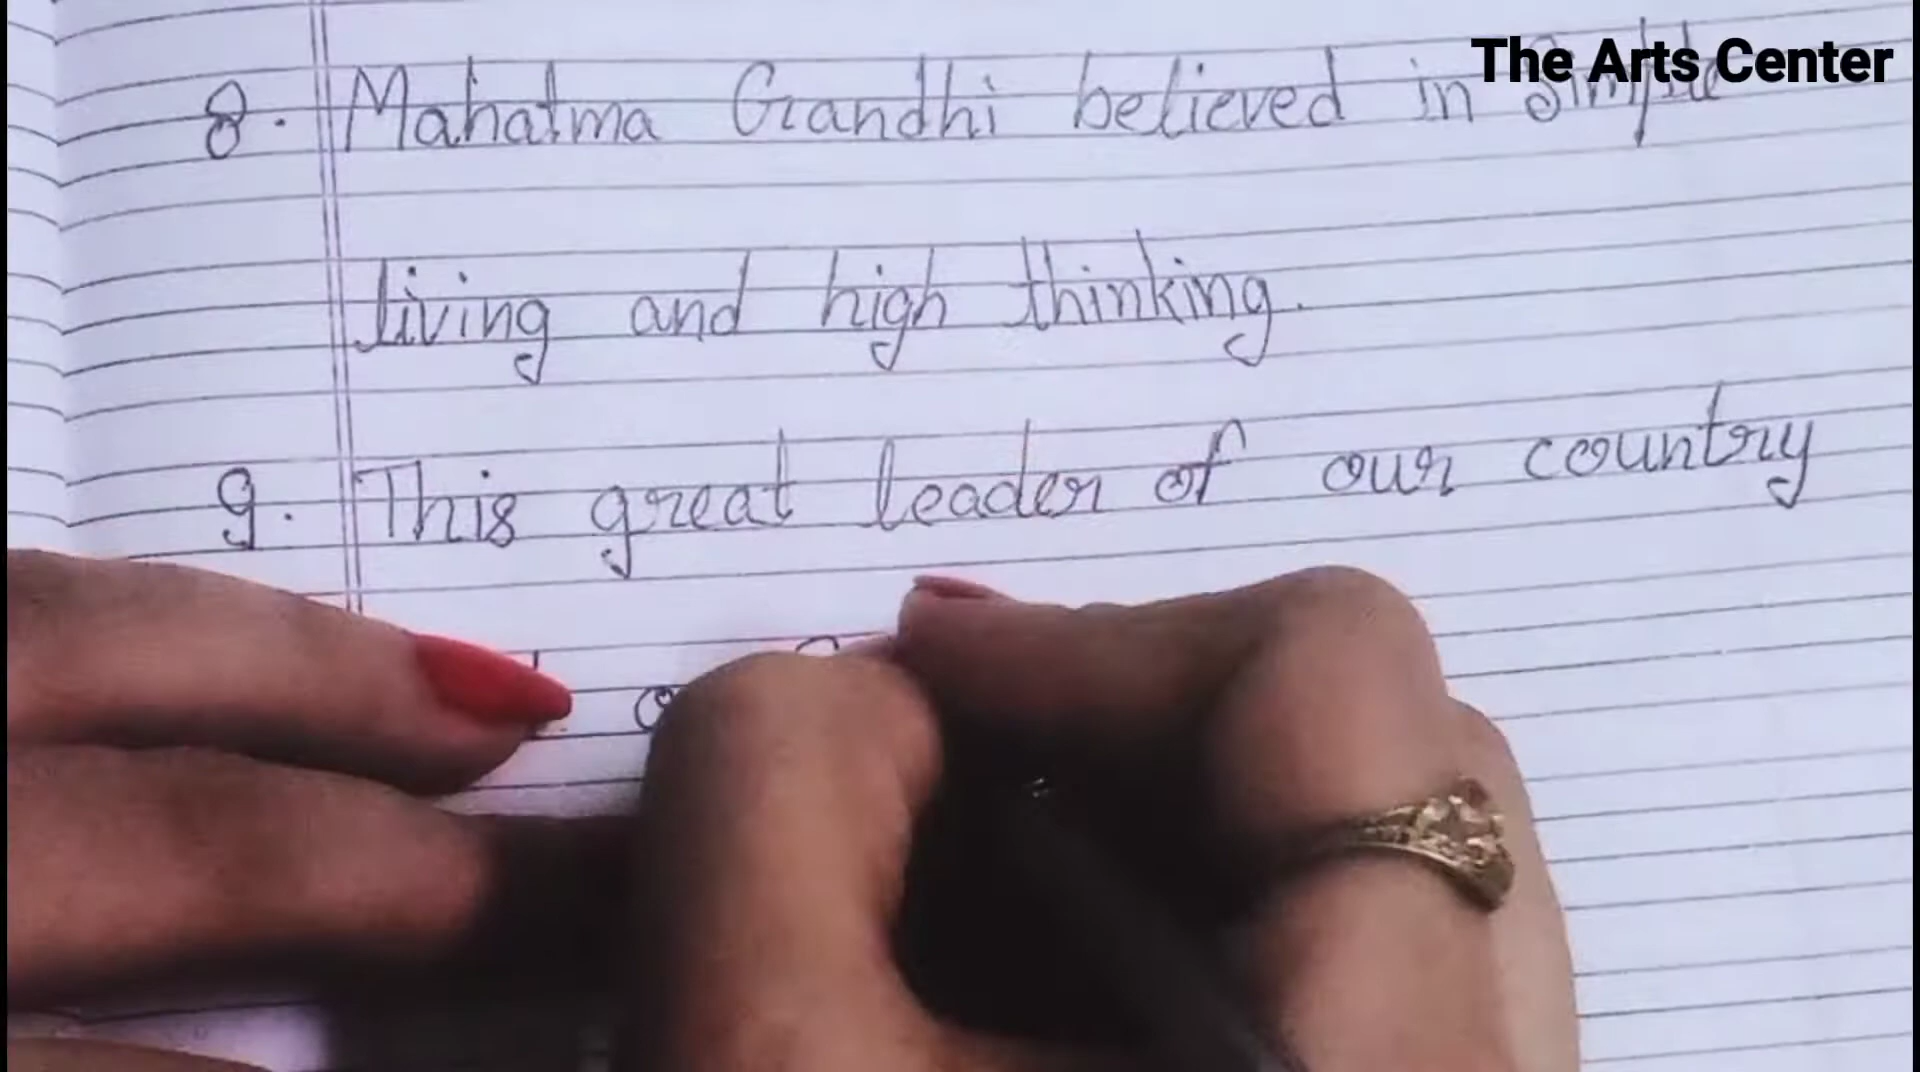 The Arts Center
8. Mahatma Gandhi believed in Simple
living and high thinking.
9. This great leader of our country